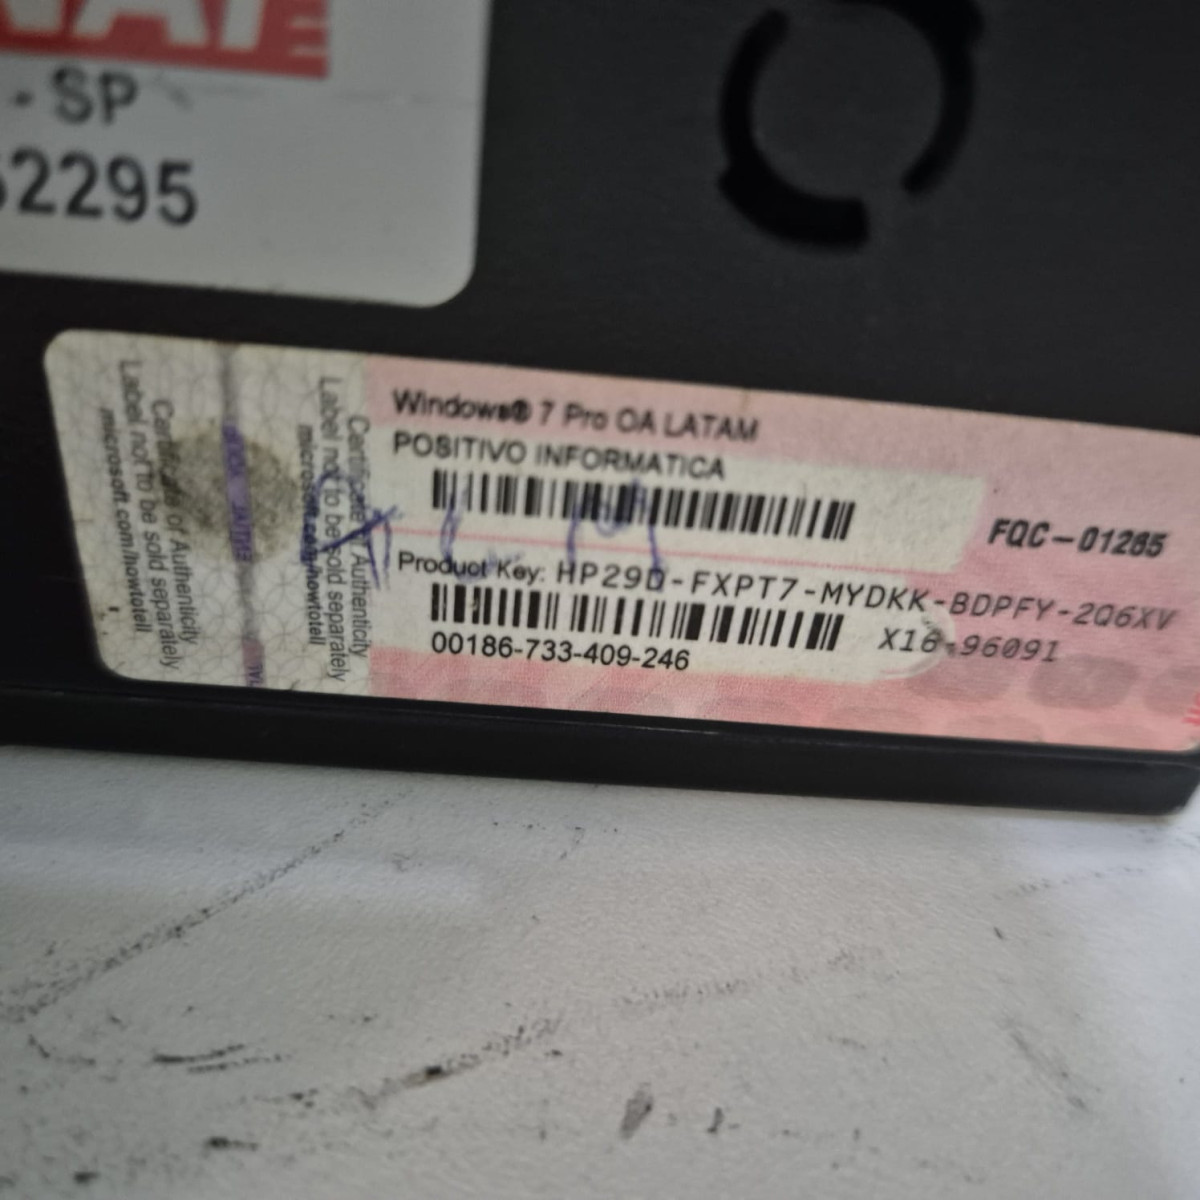 - SP
2295
Windows® 7 Pro OA LATAM
POSITIVO INFORMATICA
FQC-01265
Product Key: HP29D-FXPT7-MYDKK-BDPFY-2Q6XV
X16-96091
00186-733-409-246
Certificate of Authenticity
Label not to be sold separately
microsoft.com/howtotell
Certificate of Authenticity
Label not to be sold separately
microsoft.com/howtotell